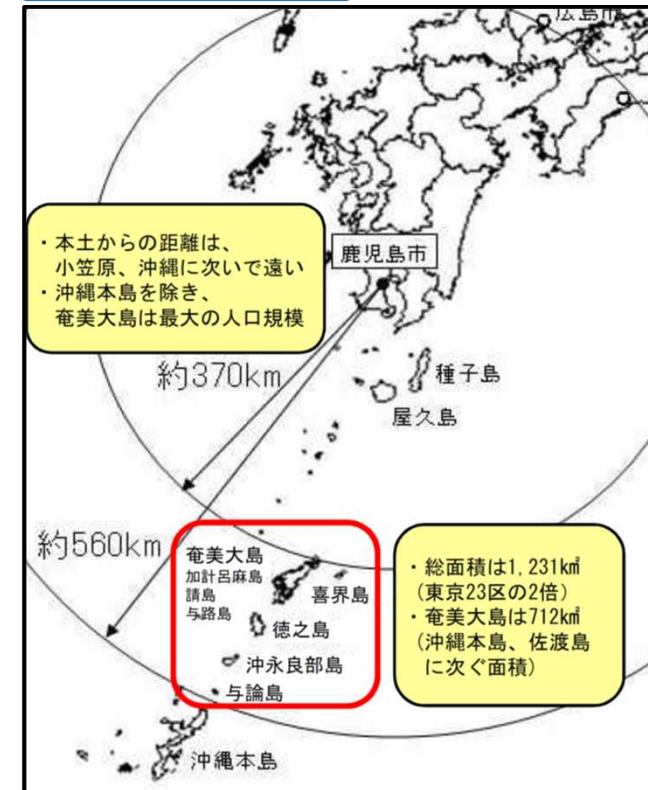 広島市
・本土からの距離は、
小笠原、沖縄に次いで遠い
・沖縄本島を除き、
奄美大島は最大の人口規模
鹿児島市
約370km
種子島
屋久島
約560km
奄美大島
加計呂麻島
請島
与路島
喜界島
徳之島
沖永良部島
与論島
・総面積は1,231k㎡
(東京23区の2倍)
・奄美大島は712k㎡
(沖縄本島、佐渡島
に次ぐ面積)
沖縄本島